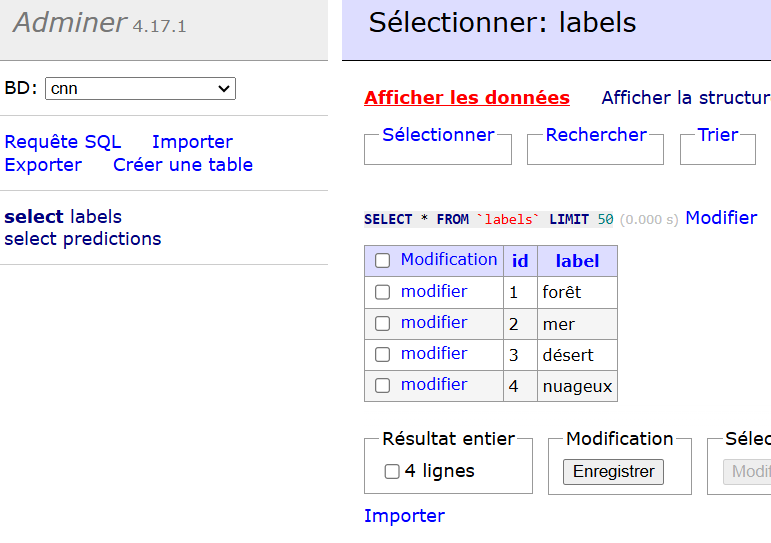 Adminer 4.17.1
BD: cnn
Requête SQL Importer
Exporter Créer une table
select labels
select predictions
Sélectionner: labels
Afficher les données Afficher la structur
Sélectionner Rechercher Trier
SELECT * FROM `labels` LIMIT 50 (0.000 s) Modifier
Modification id label
modifier 1 forêt
modifier 2 mer
modifier 3 désert
modifier 4 nuageux
Résultat entier Modification Sélec
4 lignes Enregistrer Modif
Importer